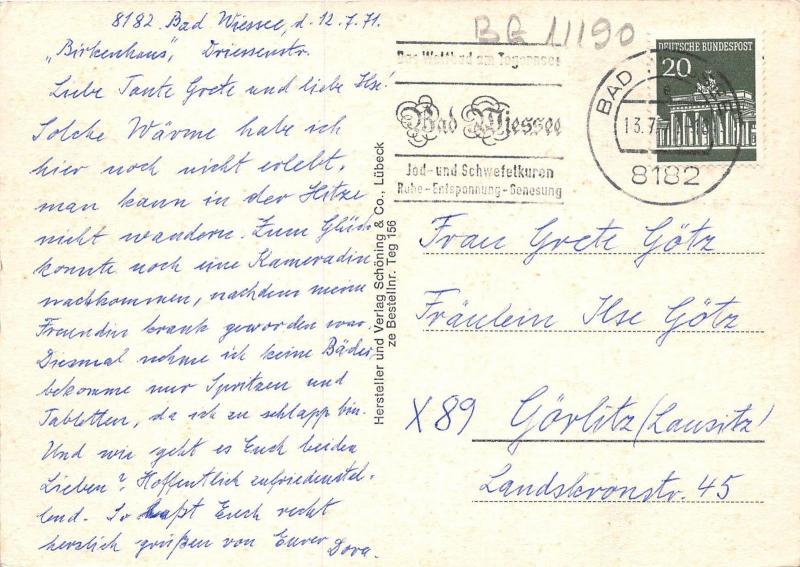 8182 Bad Wiessee, d. 12.7.71.
"Birkenhaus", Driessenstr.
Liebe Tante Grete und liebe Ilse!
Solche Wärme habe ich
hier noch nicht erlebt,
man kann in der Hitze
nicht wandern. Zum Glück
konnte noch eine Kameradin
nachkommen, nachdem meine
Freundin krank geworden war.
Diesmal nehme ich keine Bäder,
bekomme nur Spritzen und
Tabletten, da ich zu schlapp bin.
Und wie geht es Euch beiden
Lieben? Hoffentlich zufriedenstel-
lend. So laßt Euch recht
herzlich grüßen von Eurer Dora.
Hersteller und Verlag Schöning & Co., Lübeck
ze Bestellnr. Teg 156
BG 11190
Das Weltbad am Tegernsee
Bad Wiessee
Jod- und Schwefelkuren
Ruhe - Entspannung - Genesung
BAD
e
13.7.
8182
DEUTSCHE BUNDESPOST
20
Frau Grete Götz
Fräulein Ilse Götz
X89 Görlitz/Lausitz
Landskronstr. 45